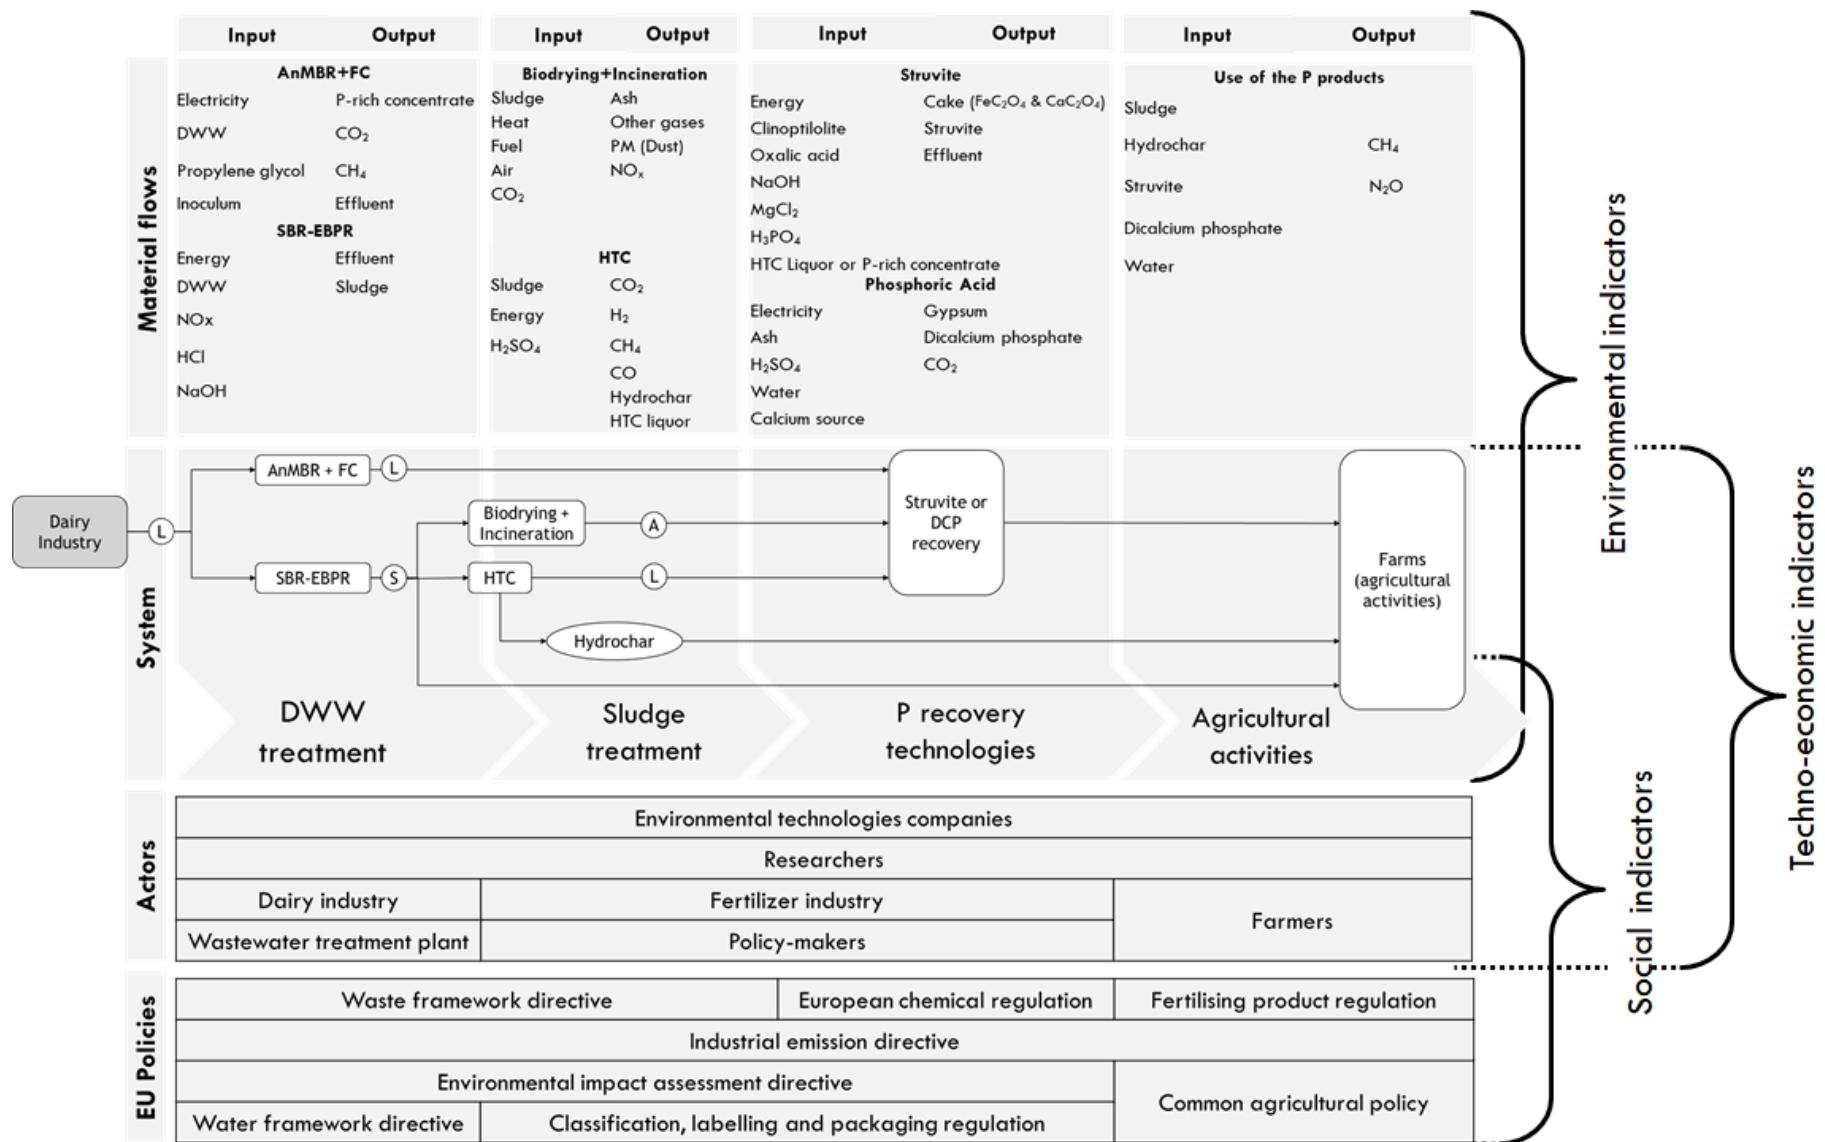 Input Output Input Output Input Output Input Output
Material flows
AnMBR+FC
Electricity P-rich concentrate
DWW CO₂
Propylene glycol CH₄
Inoculum Effluent
SBR-EBPR
Energy Effluent
DWW Sludge
NOx
HCl
NaOH
Biodrying+Incineration
Sludge Ash
Heat Other gases
Fuel PM (Dust)
Air NOₓ
CO₂
HTC
Sludge CO₂
Energy H₂
H₂SO₄ CH₄
CO
Hydrochar
HTC liquor
Struvite
Energy Cake (FeC₂O₄ & CaC₂O₄)
Clinoptilolite Struvite
Oxalic acid Effluent
NaOH
MgCl₂
H₃PO₄
HTC Liquor or P-rich concentrate
Phosphoric Acid
Electricity Gypsum
Ash Dicalcium phosphate
H₂SO₄ CO₂
Water
Calcium source
Use of the P products
Sludge
Hydrochar CH₄
Struvite N₂O
Dicalcium phosphate
Water
System
Dairy
Industry
L
AnMBR + FC
L
SBR-EBPR
S
Biodrying +
Incineration
A
HTC
L
Hydrochar
Struvite or
DCP
recovery
Farms
(agricultural
activities)
DWW
treatment
Sludge
treatment
P recovery
technologies
Agricultural
activities
Actors
Environmental technologies companies
Researchers
Dairy industry Fertilizer industry
Farmers
Wastewater treatment plant Policy-makers
EU Policies
Waste framework directive European chemical regulation Fertilising product regulation
Industrial emission directive
Environmental impact assessment directive
Common agricultural policy
Water framework directive Classification, labelling and packaging regulation
Environmental indicators
Social indicators
Techno-economic indicators